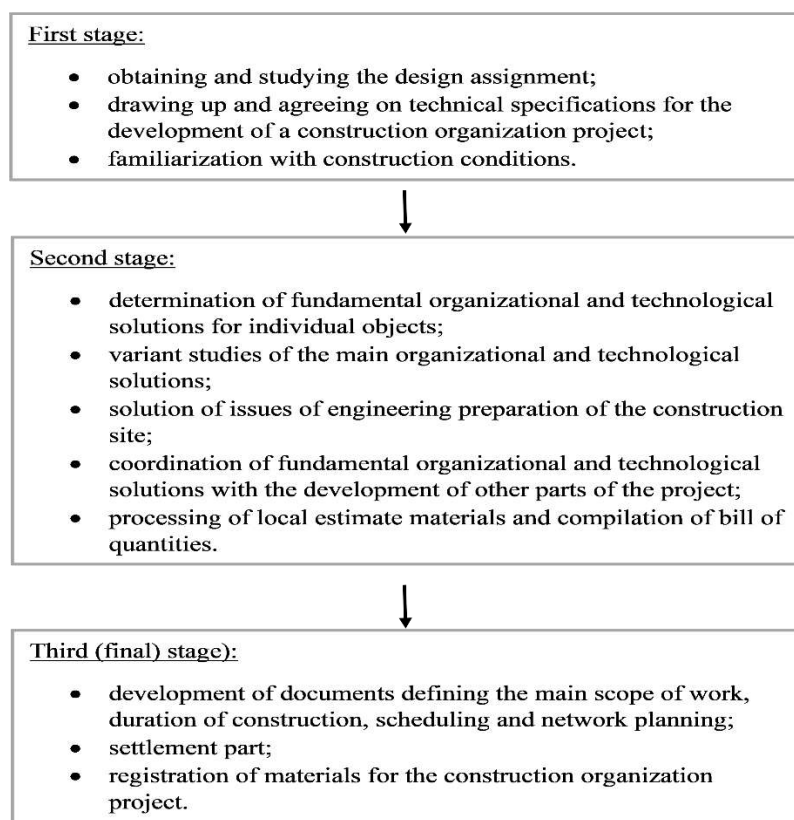 First stage:
• obtaining and studying the design assignment;
• drawing up and agreeing on technical specifications for the
development of a construction organization project;
• familiarization with construction conditions.
Second stage:
• determination of fundamental organizational and technological
solutions for individual objects;
• variant studies of the main organizational and technological
solutions;
• solution of issues of engineering preparation of the construction
site;
• coordination of fundamental organizational and technological
solutions with the development of other parts of the project;
• processing of local estimate materials and compilation of bill of
quantities.
Third (final) stage):
• development of documents defining the main scope of work,
duration of construction, scheduling and network planning;
• settlement part;
• registration of materials for the construction organization
project.